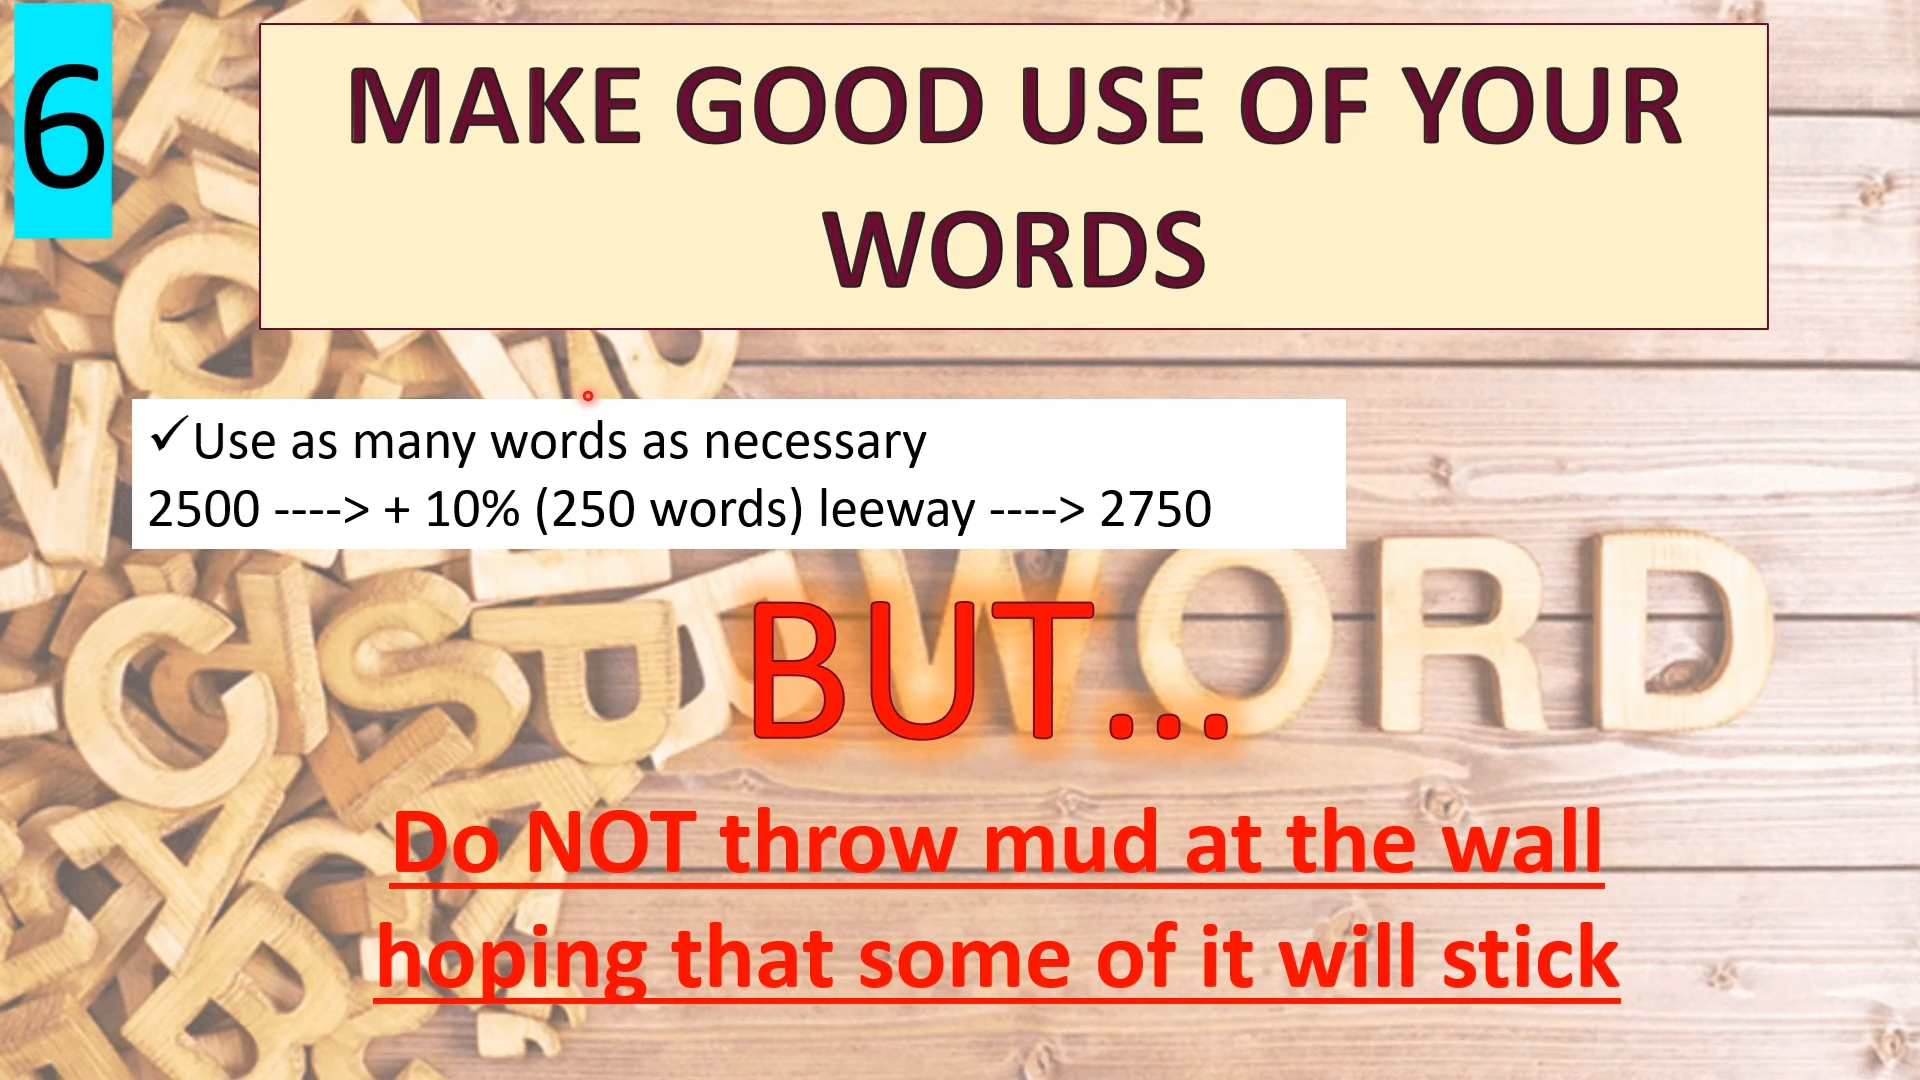 6
MAKE GOOD USE OF YOUR
WORDS
✓Use as many words as necessary
2500 ----> + 10% (250 words) leeway ----> 2750
WORD
BUT...
Do NOT throw mud at the wall
hoping that some of it will stick